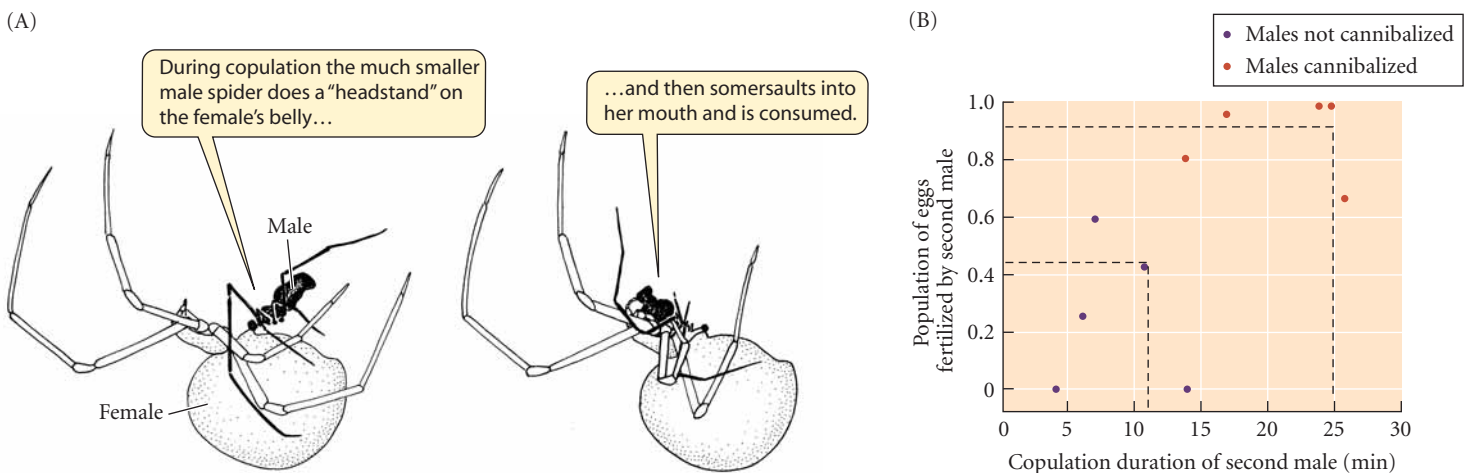 (A)
During copulation the much smaller
male spider does a “headstand” on
the female’s belly…
…and then somersaults into
her mouth and is consumed.
Male
Female
(B)
Males not cannibalized
Males cannibalized
Population of eggs
fertilized by second male
1.0
0.8
0.6
0.4
0.2
0
0 5 10 15 20 25 30
Copulation duration of second male (min)